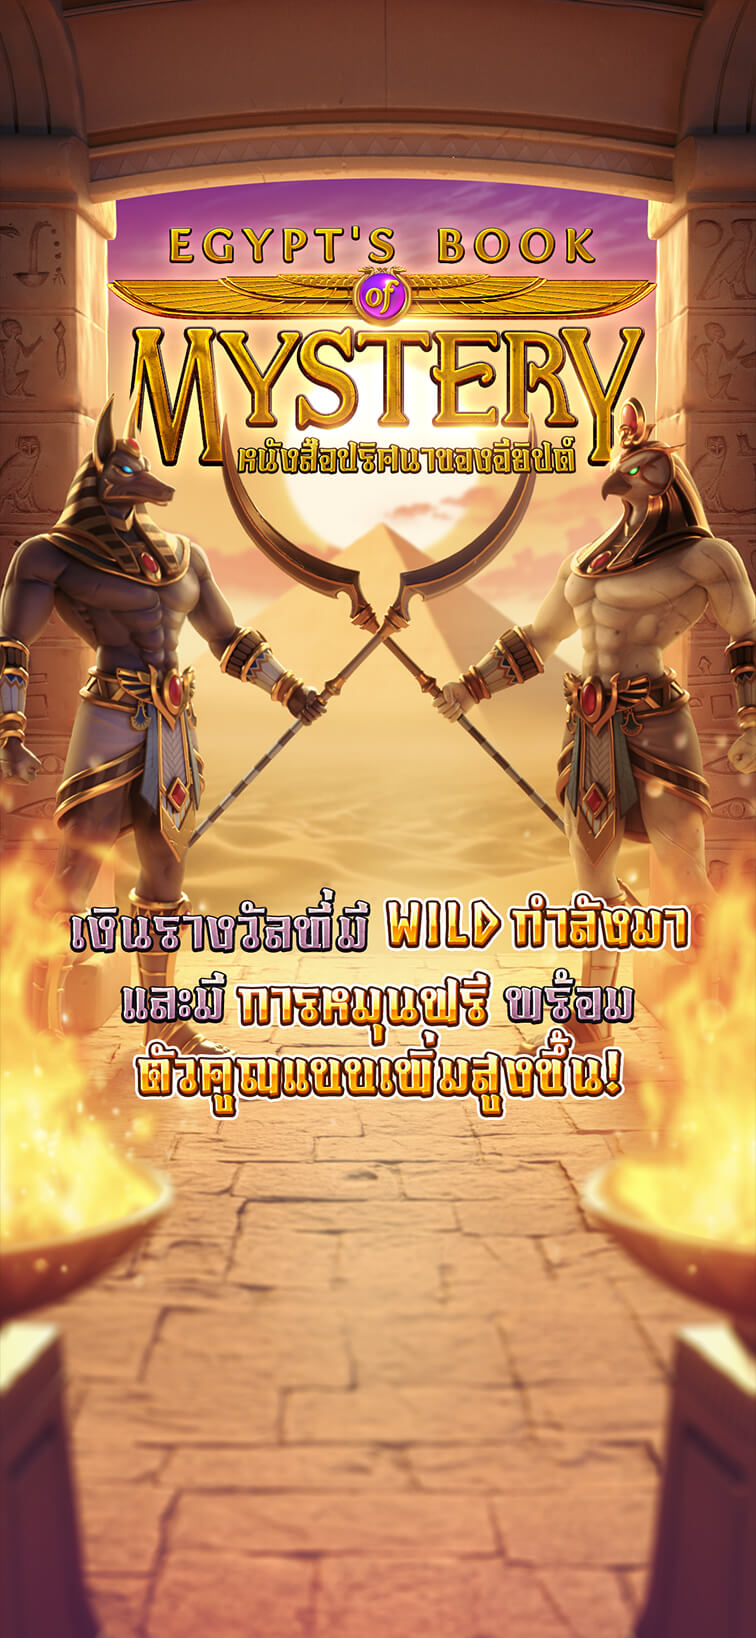 EGYPT'S BOOK
of
MYSTERY
หนังสือปริศนาของอียิปต์
เงินรางวัลที่มี WILD กำลังมา
และมี การหมุนฟรี พร้อม
ตัวคูณแบบเพิ่มสูงขึ้น!